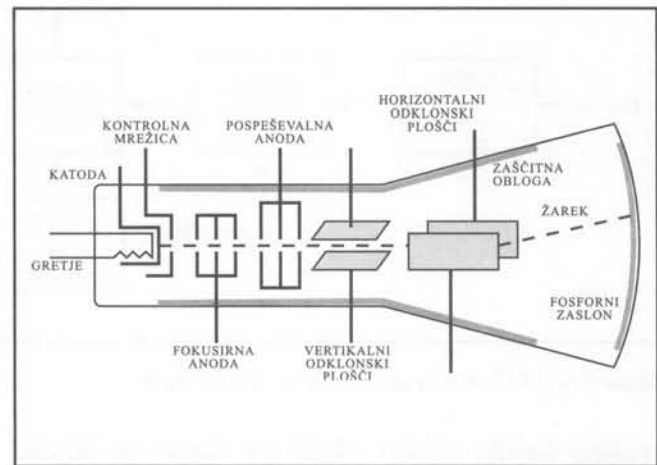 HORIZONTALNI
ODKLONSKI
PLOŠČI
KONTROLNA
MREŽICA
POSPEŠEVALNA
ANODA
ZAŠČITNA
OBLOGA
KATODA
ŽAREK
GRETJE
FOSFORNI
ZASLON
FOKUSIRNA
ANODA
VERTIKALNI
ODKLONSKI
PLOŠČI